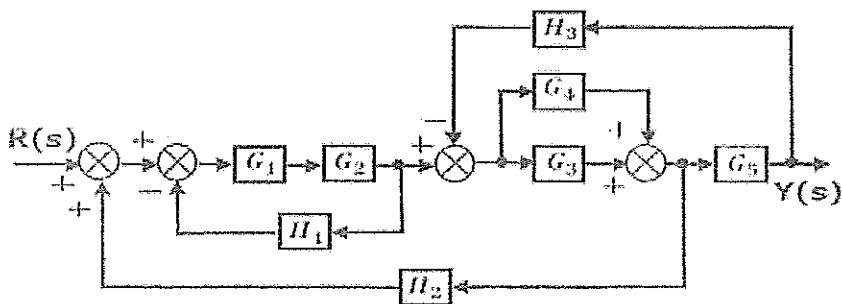 H₃
G₄
R(s)
+
+
+
−
G₁
G₂
+
−
G₃
+
+
G₅
Y(s)
H₁
H₂